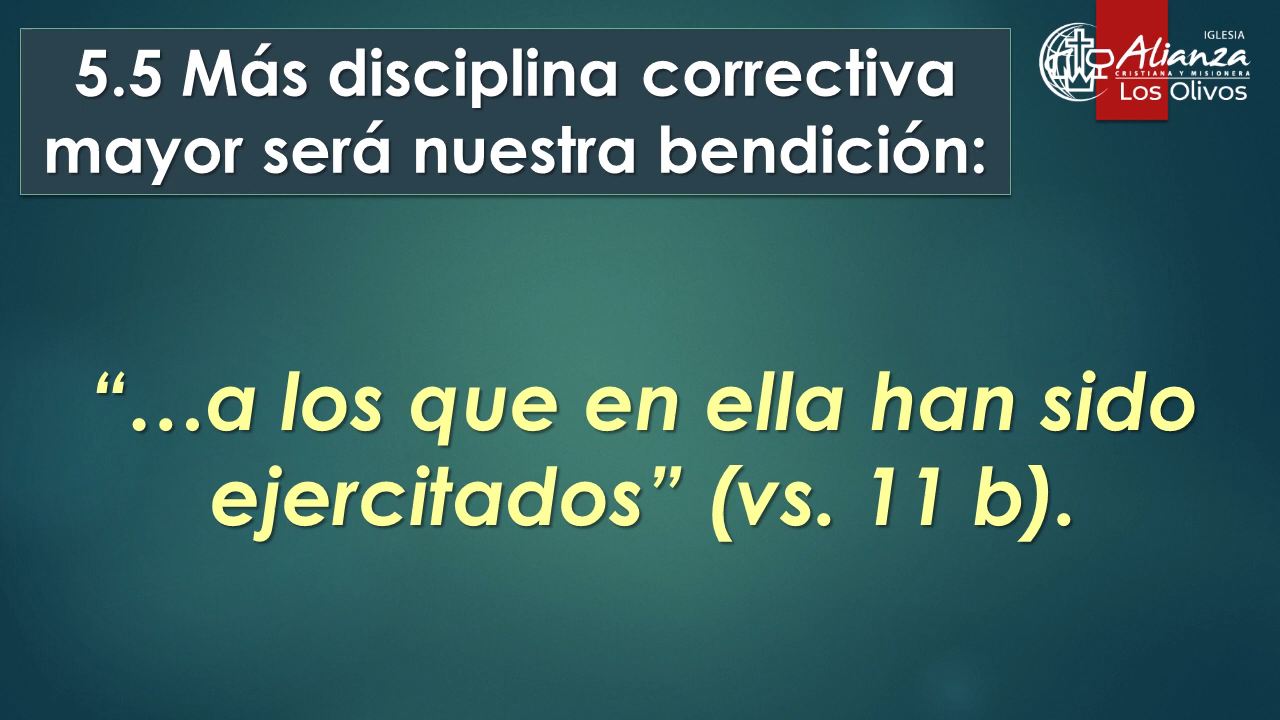 5.5 Más disciplina correctiva
mayor será nuestra bendición:
IGLESIA
Alianza
CRISTIANA Y MISIONERA
Los Olivos
“…a los que en ella han sido
ejercitados” (vs. 11 b).